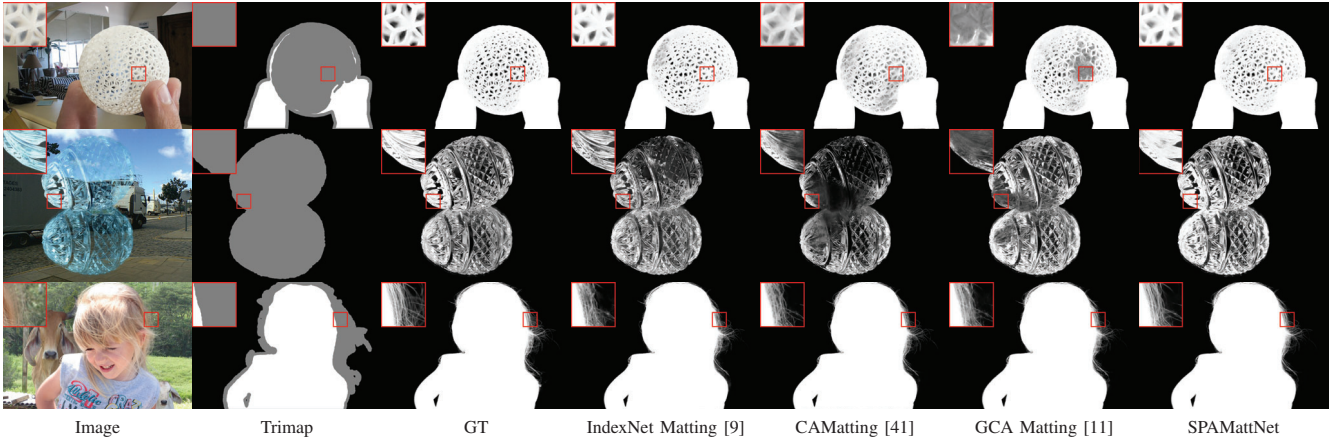 Image
Trimap
GT
IndexNet Matting [9]
CAMatting [41]
GCA Matting [11]
SPAMattNet